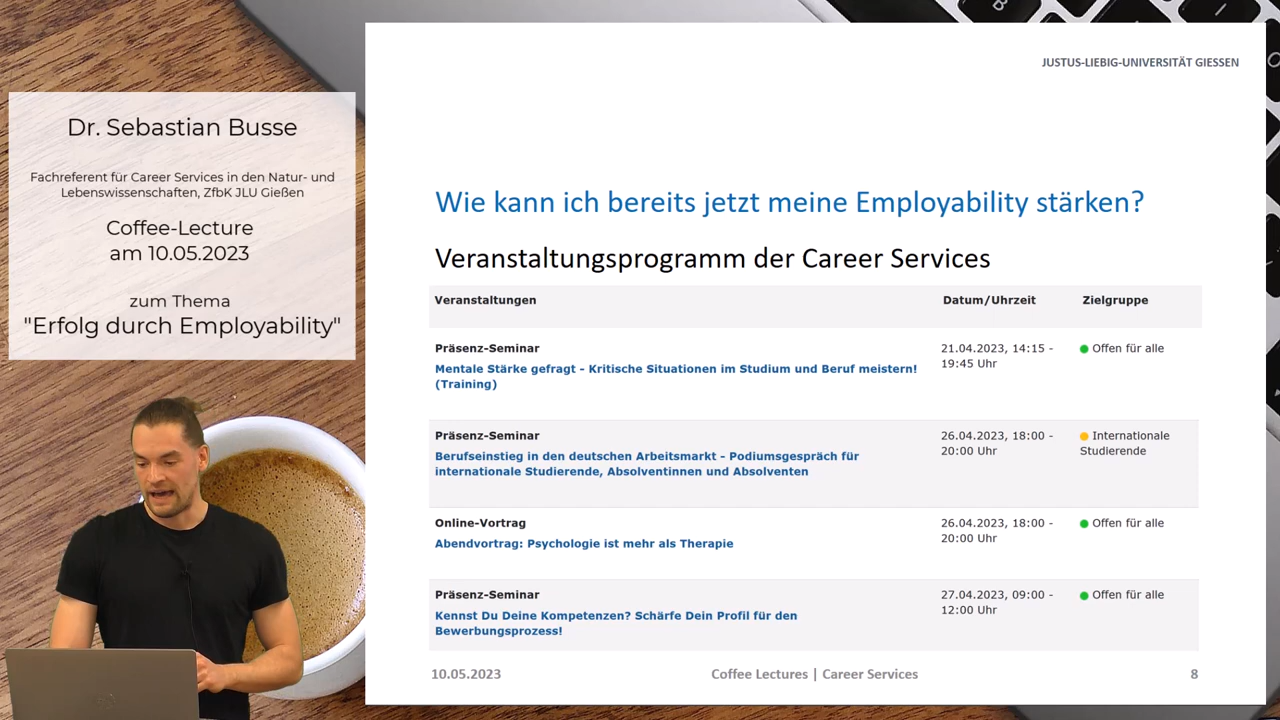 Dr. Sebastian Busse
Fachreferent für Career Services in den Natur- und
Lebenswissenschaften, ZfbK JLU Gießen
Coffee-Lecture
am 10.05.2023
zum Thema
"Erfolg durch Employability"
JUSTUS-LIEBIG-UNIVERSITÄT GIESSEN
Wie kann ich bereits jetzt meine Employability stärken?
Veranstaltungsprogramm der Career Services
Veranstaltungen Datum/Uhrzeit Zielgruppe
Präsenz-Seminar 21.04.2023, 14:15 - Offen für alle
Mentale Stärke gefragt - Kritische Situationen im Studium und Beruf meistern! 19:45 Uhr
(Training)
Präsenz-Seminar 26.04.2023, 18:00 - Internationale
Berufseinstieg in den deutschen Arbeitsmarkt - Podiumsgespräch für 20:00 Uhr Studierende
internationale Studierende, Absolventinnen und Absolventen
Online-Vortrag 26.04.2023, 18:00 - Offen für alle
Abendvortrag: Psychologie ist mehr als Therapie 20:00 Uhr
Präsenz-Seminar 27.04.2023, 09:00 - Offen für alle
Kennst Du Deine Kompetenzen? Schärfe Dein Profil für den 12:00 Uhr
Bewerbungsprozess!
10.05.2023 Coffee Lectures | Career Services 8